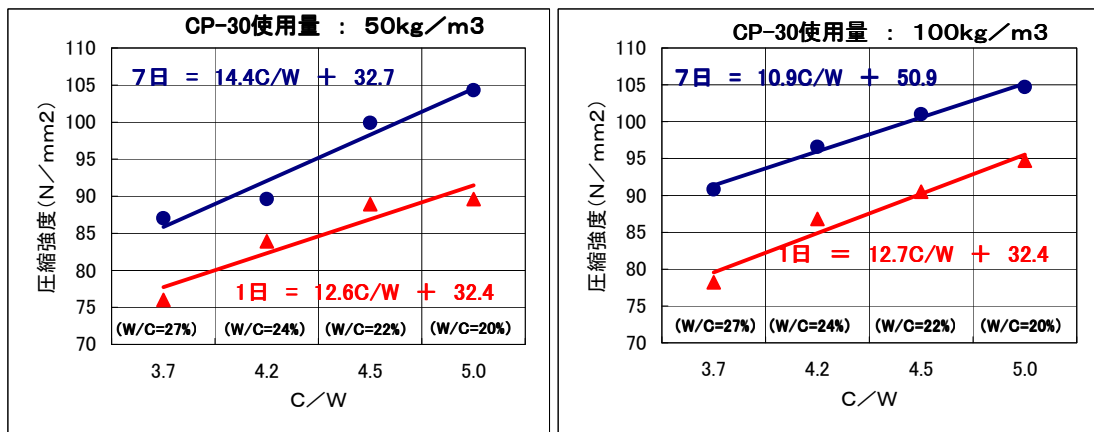 CP-30使用量 : 50kg/m3
圧縮強度(N/mm2)
110
105
100
95
90
85
80
75
70
7日 = 14.4C/W + 32.7
1日 = 12.6C/W + 32.4
(W/C=27%) (W/C=24%) (W/C=22%) (W/C=20%)
3.7 4.2 4.5 5.0
C/W
CP-30使用量 : 100kg/m3
圧縮強度(N/mm2)
110
105
100
95
90
85
80
75
70
7日 = 10.9C/W + 50.9
1日 = 12.7C/W + 32.4
(W/C=27%) (W/C=24%) (W/C=22%) (W/C=20%)
3.7 4.2 4.5 5.0
C/W